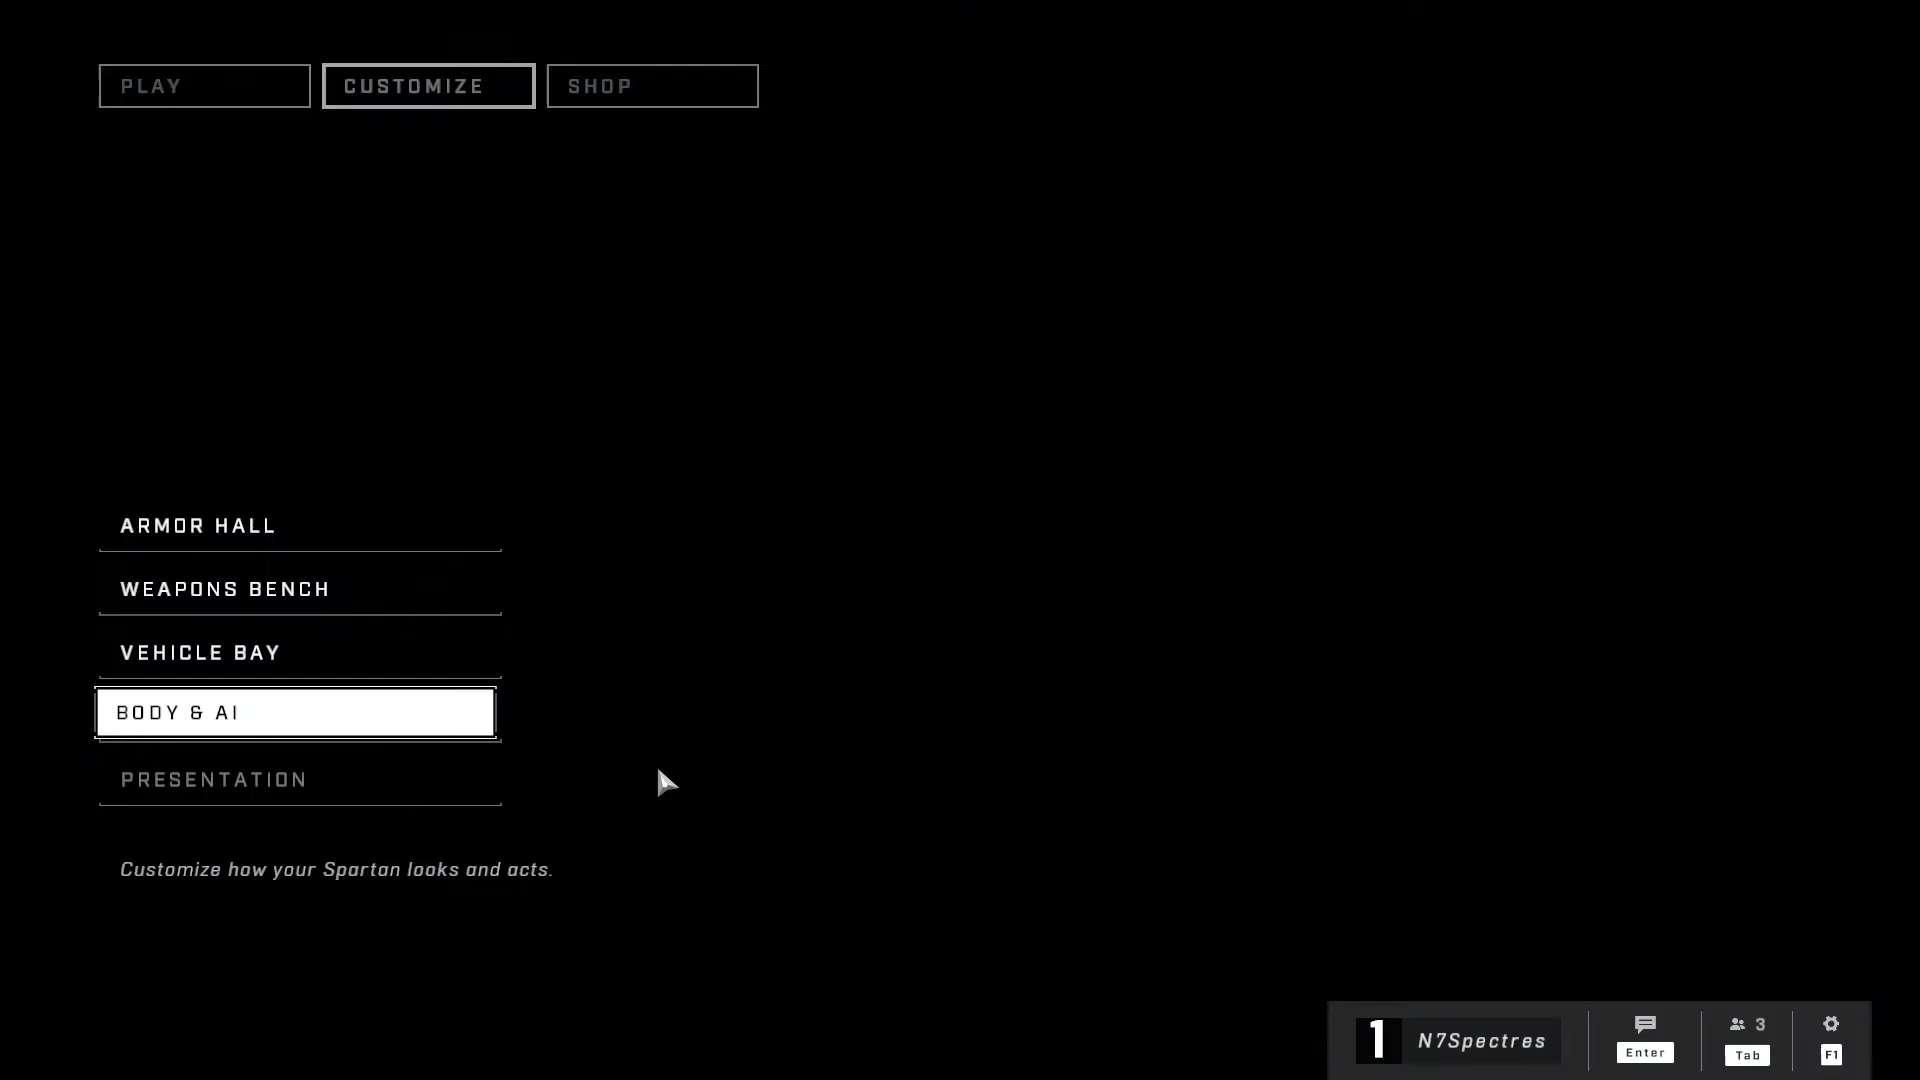 PLAY
CUSTOMIZE
SHOP
ARMOR HALL
WEAPONS BENCH
VEHICLE BAY
BODY & AI
PRESENTATION
Customize how your Spartan looks and acts.
1
N7Spectres
Enter
3
Tab
F1